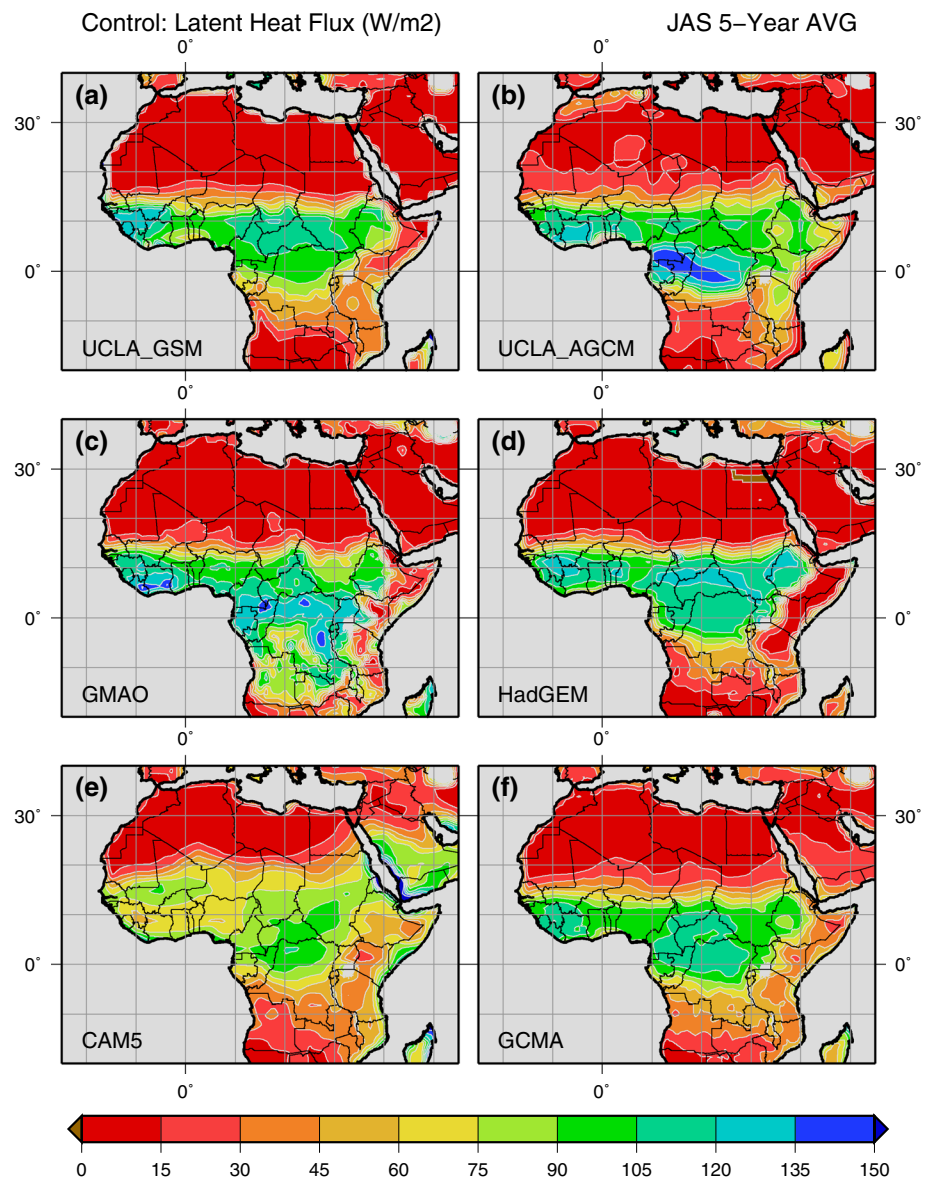 Control: Latent Heat Flux (W/m2) JAS 5−Year AVG
0˚ 0˚
(a) (b)
30˚ 30˚
0˚ 0˚
UCLA_GSM UCLA_AGCM
0˚ 0˚
(c) (d)
30˚ 30˚
0˚ 0˚
GMAO HadGEM
0˚ 0˚
(e) (f)
30˚ 30˚
0˚ 0˚
CAM5 GCMA
0˚ 0˚
0 15 30 45 60 75 90 105 120 135 150